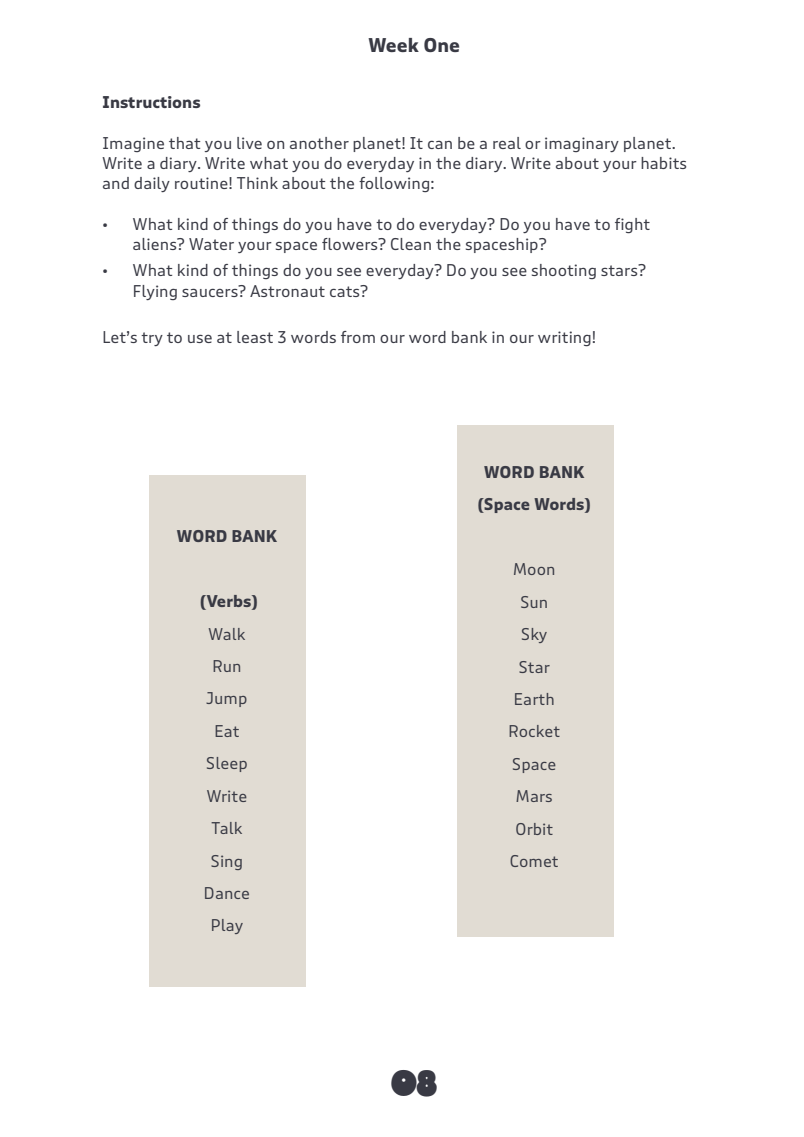 Week One
Instructions
Imagine that you live on another planet! It can be a real or imaginary planet.
Write a diary. Write what you do everyday in the diary. Write about your habits
and daily routine! Think about the following:
• What kind of things do you have to do everyday? Do you have to fight
aliens? Water your space flowers? Clean the spaceship?
• What kind of things do you see everyday? Do you see shooting stars?
Flying saucers? Astronaut cats?
Let’s try to use at least 3 words from our word bank in our writing!
WORD BANK
(Verbs)
Walk
Run
Jump
Eat
Sleep
Write
Talk
Sing
Dance
Play
WORD BANK
(Space Words)
Moon
Sun
Sky
Star
Earth
Rocket
Space
Mars
Orbit
Comet
08